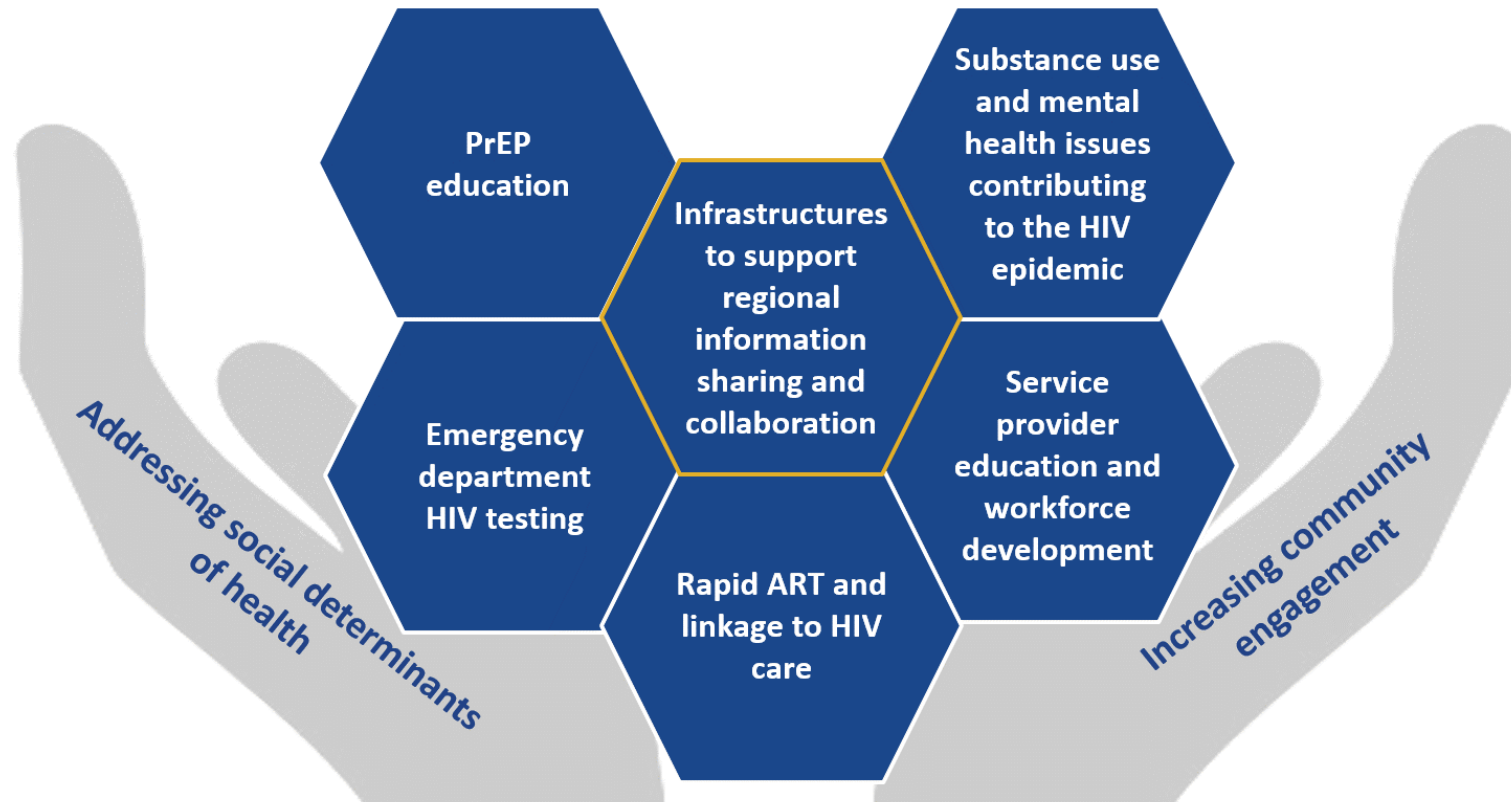 PrEP
education
Substance use
and mental
health issues
contributing
to the HIV
epidemic
Infrastructures
to support
regional
information
sharing and
collaboration
Emergency
department
HIV testing
Service
provider
education and
workforce
development
Rapid ART and
linkage to HIV
care
Addressing social determinants
of health
Increasing community
engagement